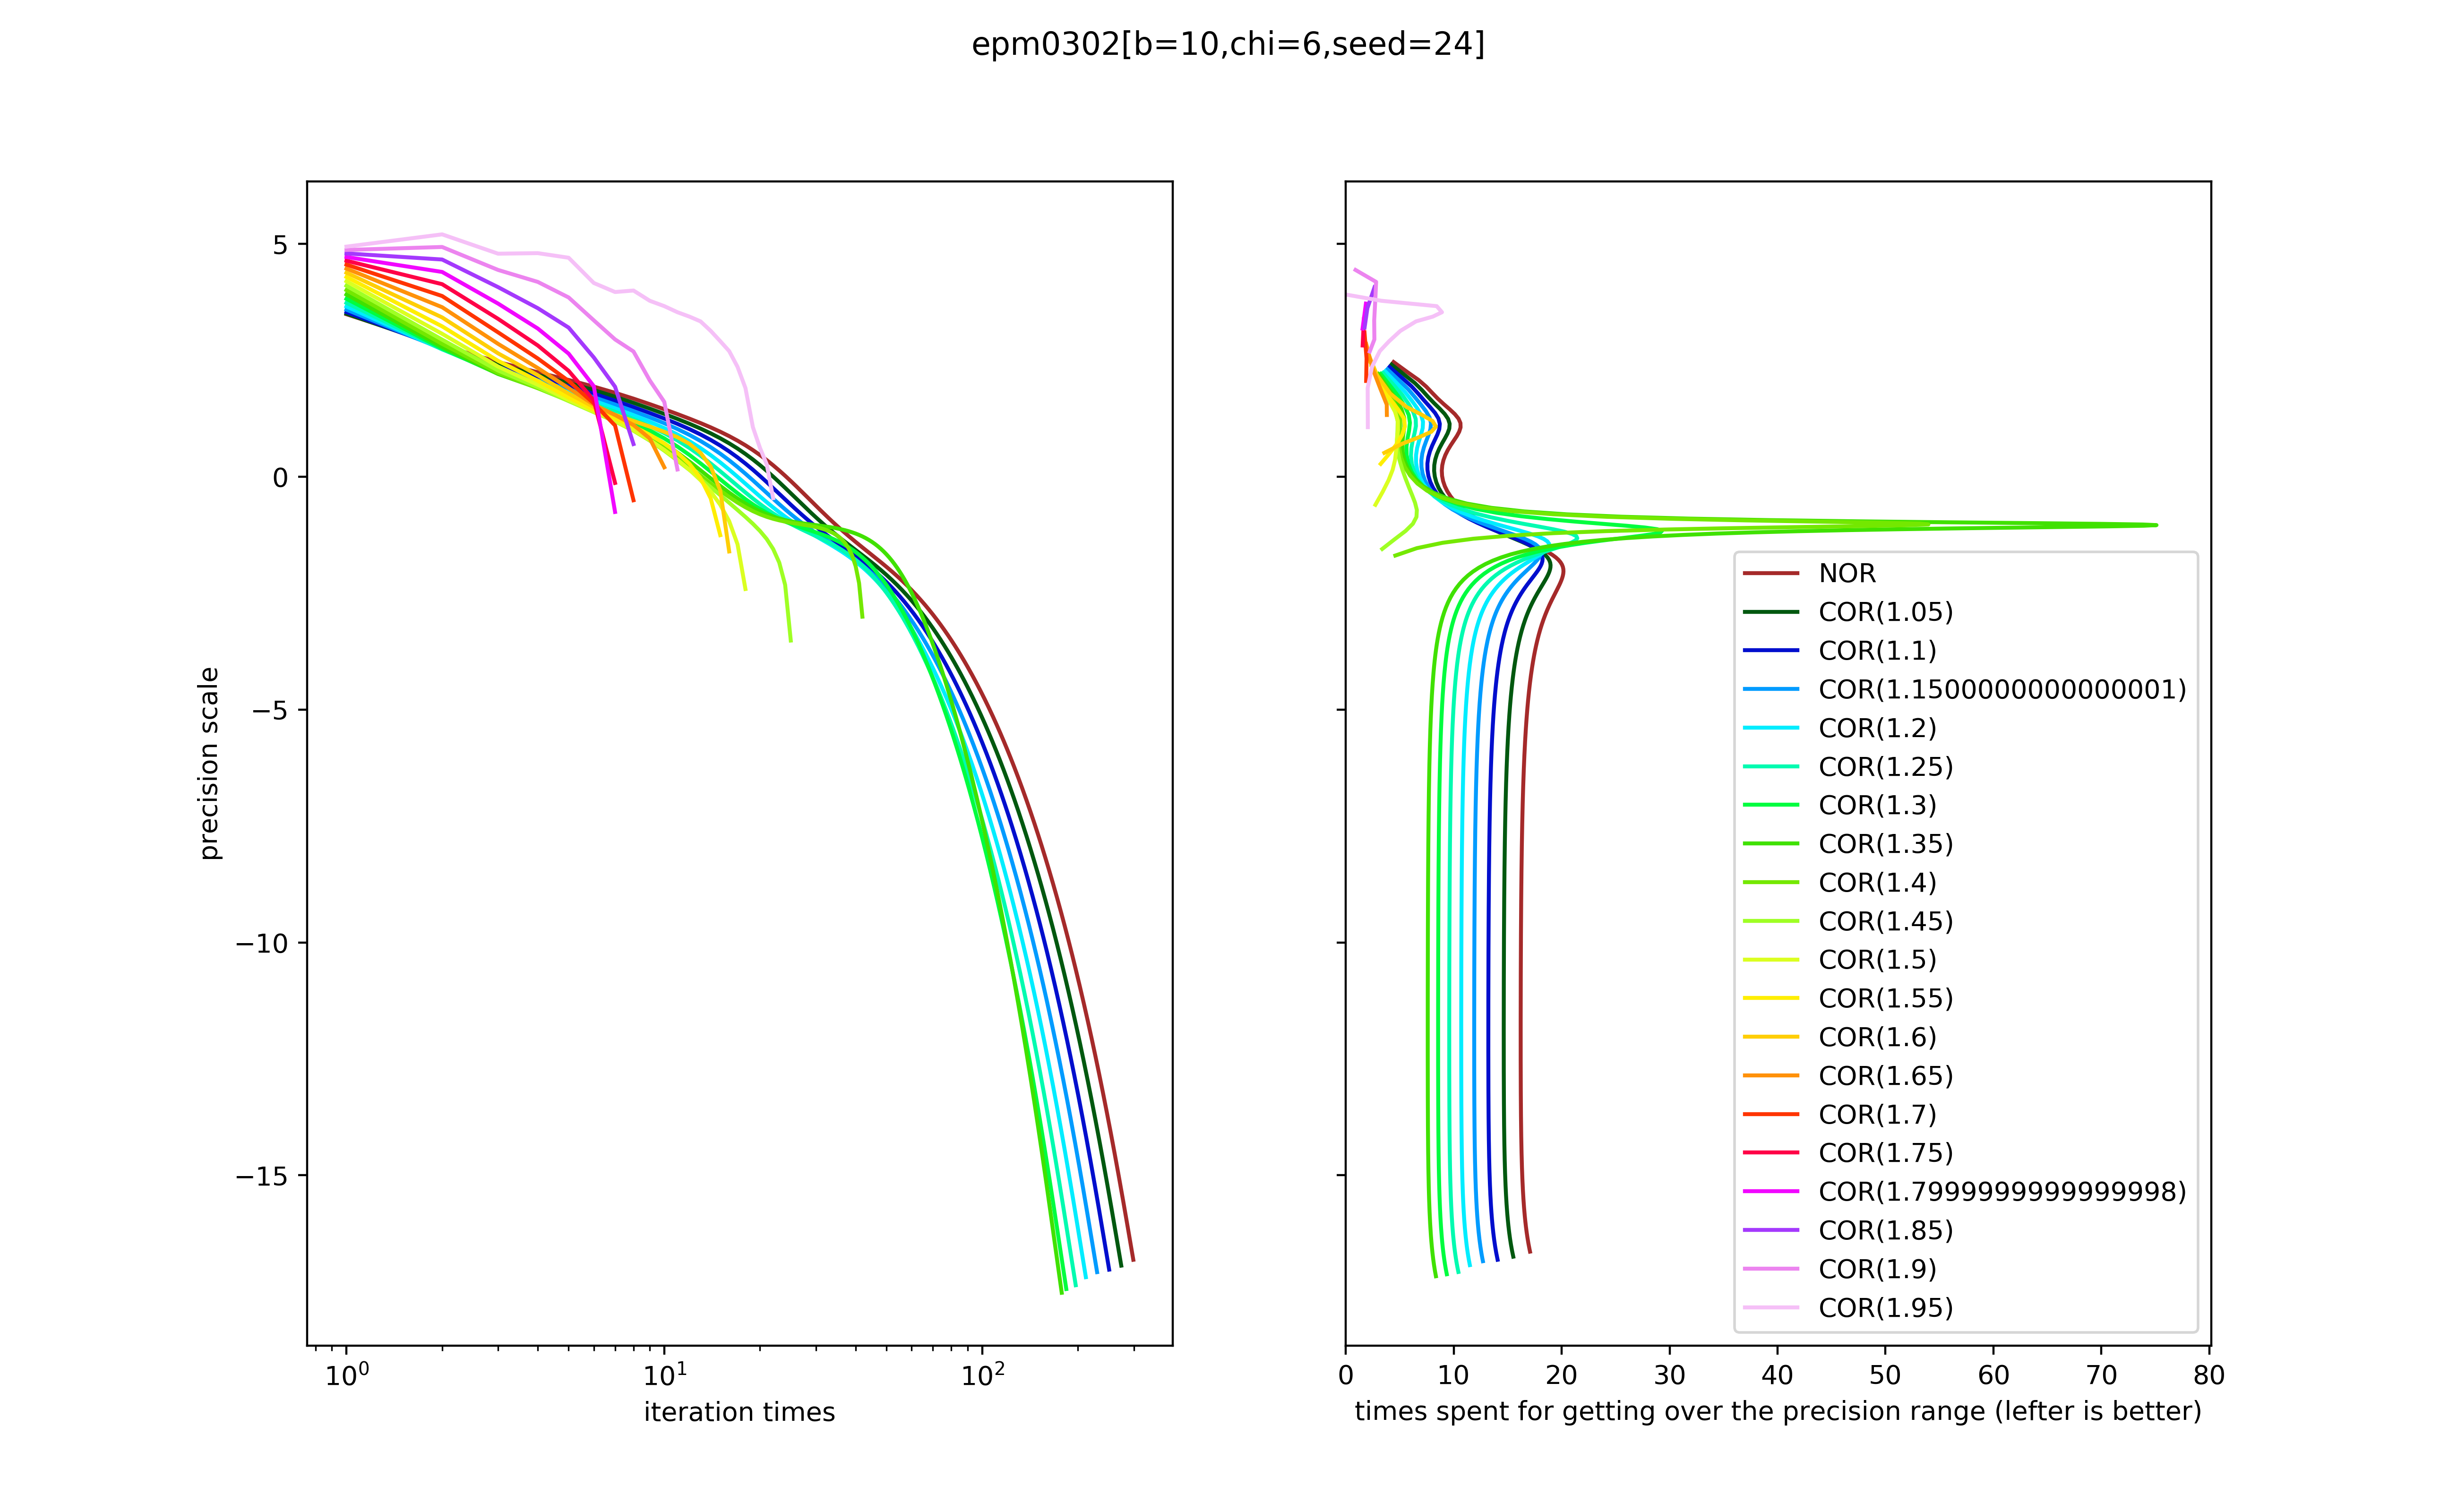 epm0302[b=10,chi=6,seed=24]
precision scale
5
0
−5
−10
−15
10⁰ 10¹ 10²
iteration times
0 10 20 30 40 50 60 70 80
times spent for getting over the precision range (lefter is better)
NOR
COR(1.05)
COR(1.1)
COR(1.1500000000000001)
COR(1.2)
COR(1.25)
COR(1.3)
COR(1.35)
COR(1.4)
COR(1.45)
COR(1.5)
COR(1.55)
COR(1.6)
COR(1.65)
COR(1.7)
COR(1.75)
COR(1.7999999999999998)
COR(1.85)
COR(1.9)
COR(1.95)